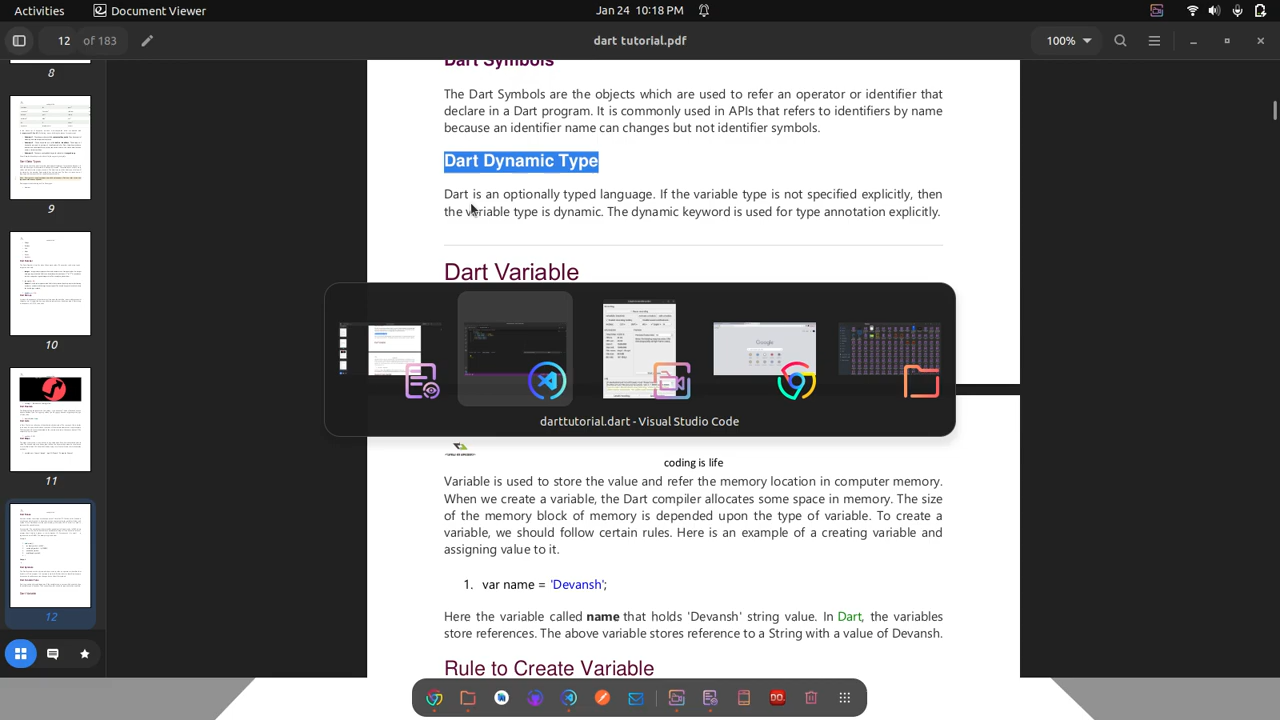 Activities
Document Viewer
Jan 24 10:18 PM
12
of 183
dart tutorial.pdf
100%
8
9
10
11
12
Dart Symbols
The Dart Symbols are the objects which are used to refer an operator or identifier that
declare in a Dart program. It is commonly used in APIs that refers to identifiers by name
because an identifier name can changes but not identifier symbols.
Dart Dynamic Type
Dart is an optionally typed language. If the variable type is not specified explicitly, then
the variable type is dynamic. The dynamic keyword is used for type annotation explicitly.
Dart Variable
Google
darttutorial.dart - Visual Studio Code
coding is life
Variable is used to store the value and refer the memory location in computer memory.
When we create a variable, the Dart compiler allocates some space in memory. The size
of the memory block of memory is depended upon the type of variable. To create a
variable, we should follow certain rules. Here is an example of a creating variable and
assigning value to it.
1. var name = 'Devansh';
Here the variable called name that holds 'Devansh' string value. In Dart, the variables
store references. The above variable stores reference to a String with a value of Devansh.
Rule to Create Variable